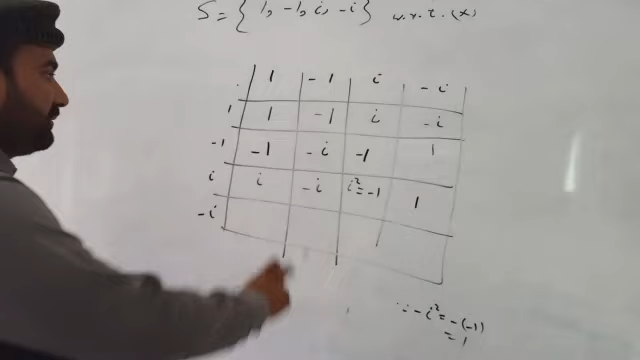 S = { 1, -1, i, -i } w.r.t. (x)
. 1 -1 i -i
1 1 -1 i -i
-1 -1 -i -1 1
i i -i i² = -1 1
-i
∵ -i² = -(-1)
= 1